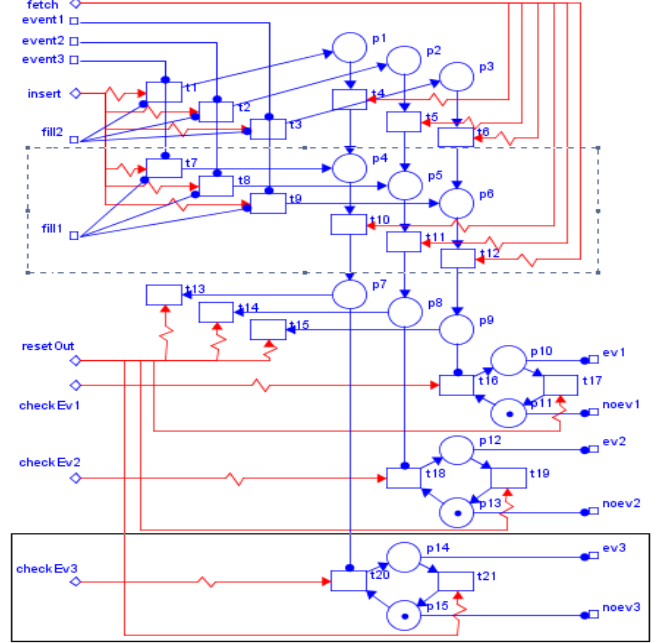 fetch
event1
event2
event3
insert
fill2
fill1
p1
p2
p3
t1
t2
t3
t4
t5
t6
t7
t8
t9
p4
p5
p6
t10
t11
t12
p7
p8
p9
t13
t14
t15
resetOut
checkEv1
p10
t16
t17
p11
ev1
noev1
checkEv2
p12
t18
t19
p13
ev2
noev2
checkEv3
p14
t20
t21
p15
ev3
noev3